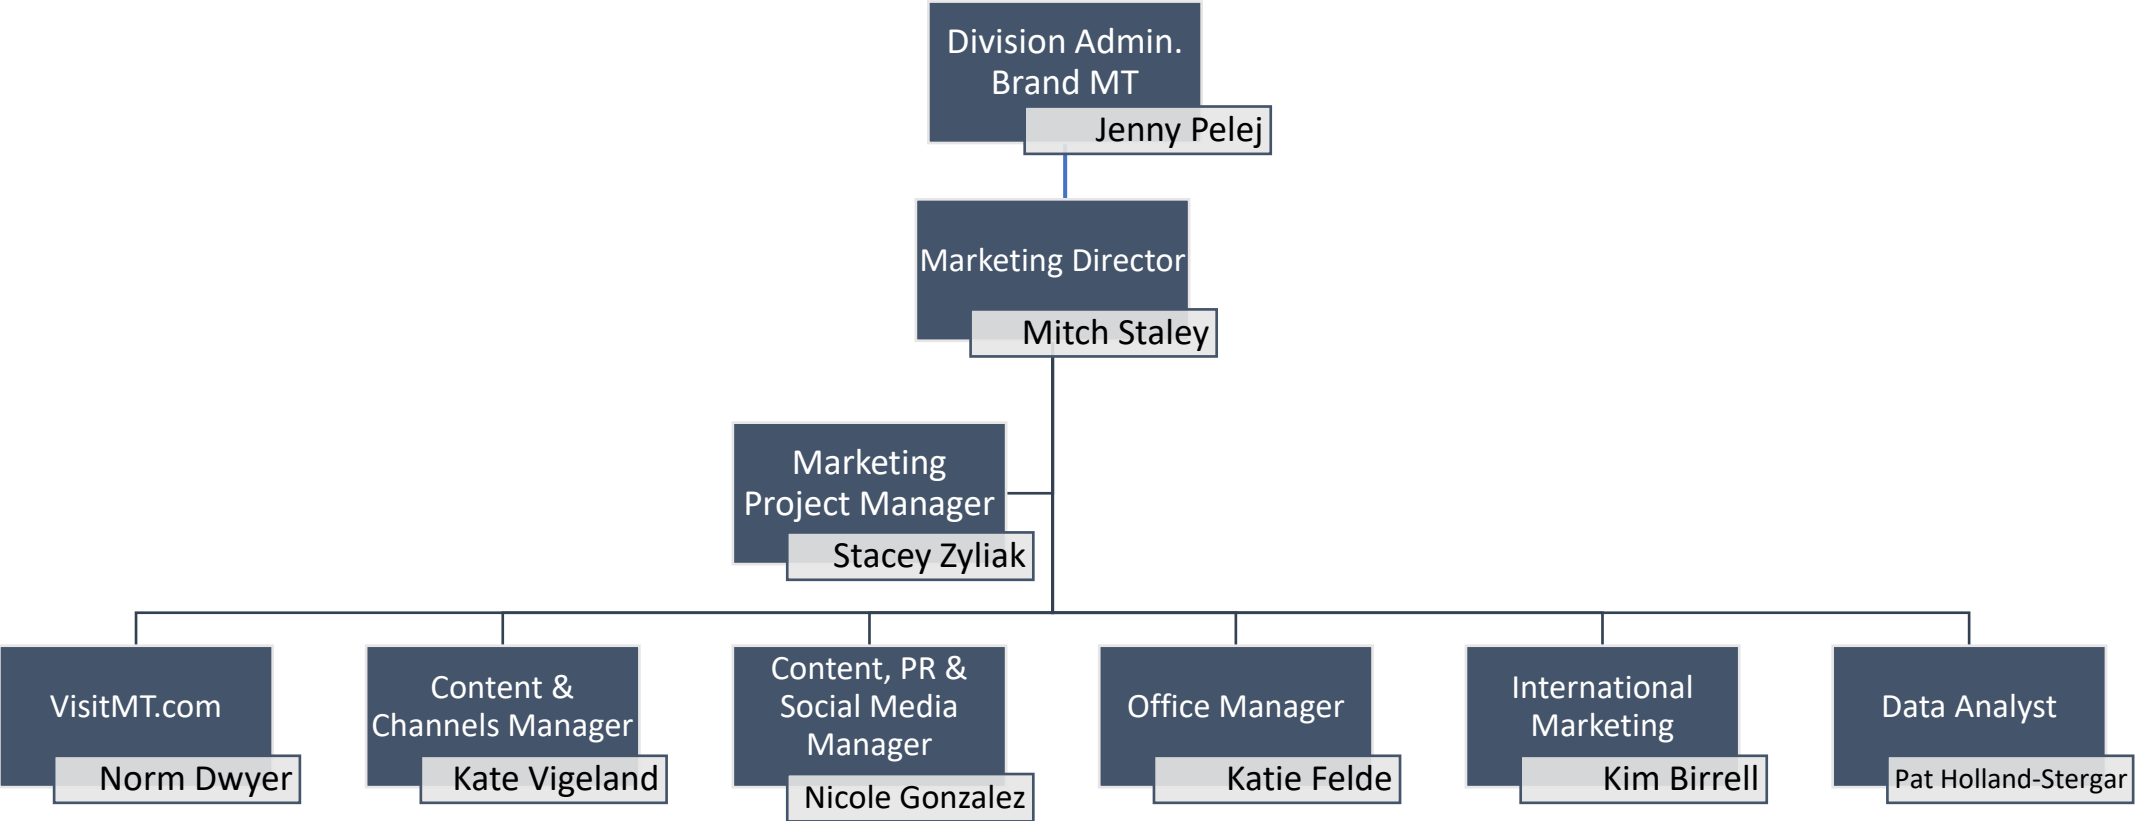 Division Admin.
Brand MT
Jenny Pelej
Marketing Director
Mitch Staley
Marketing
Project Manager
Stacey Zyliak
VisitMT.com
Norm Dwyer
Content &
Channels Manager
Kate Vigeland
Content, PR &
Social Media
Manager
Nicole Gonzalez
Office Manager
Katie Felde
International
Marketing
Kim Birrell
Data Analyst
Pat Holland-Stergar